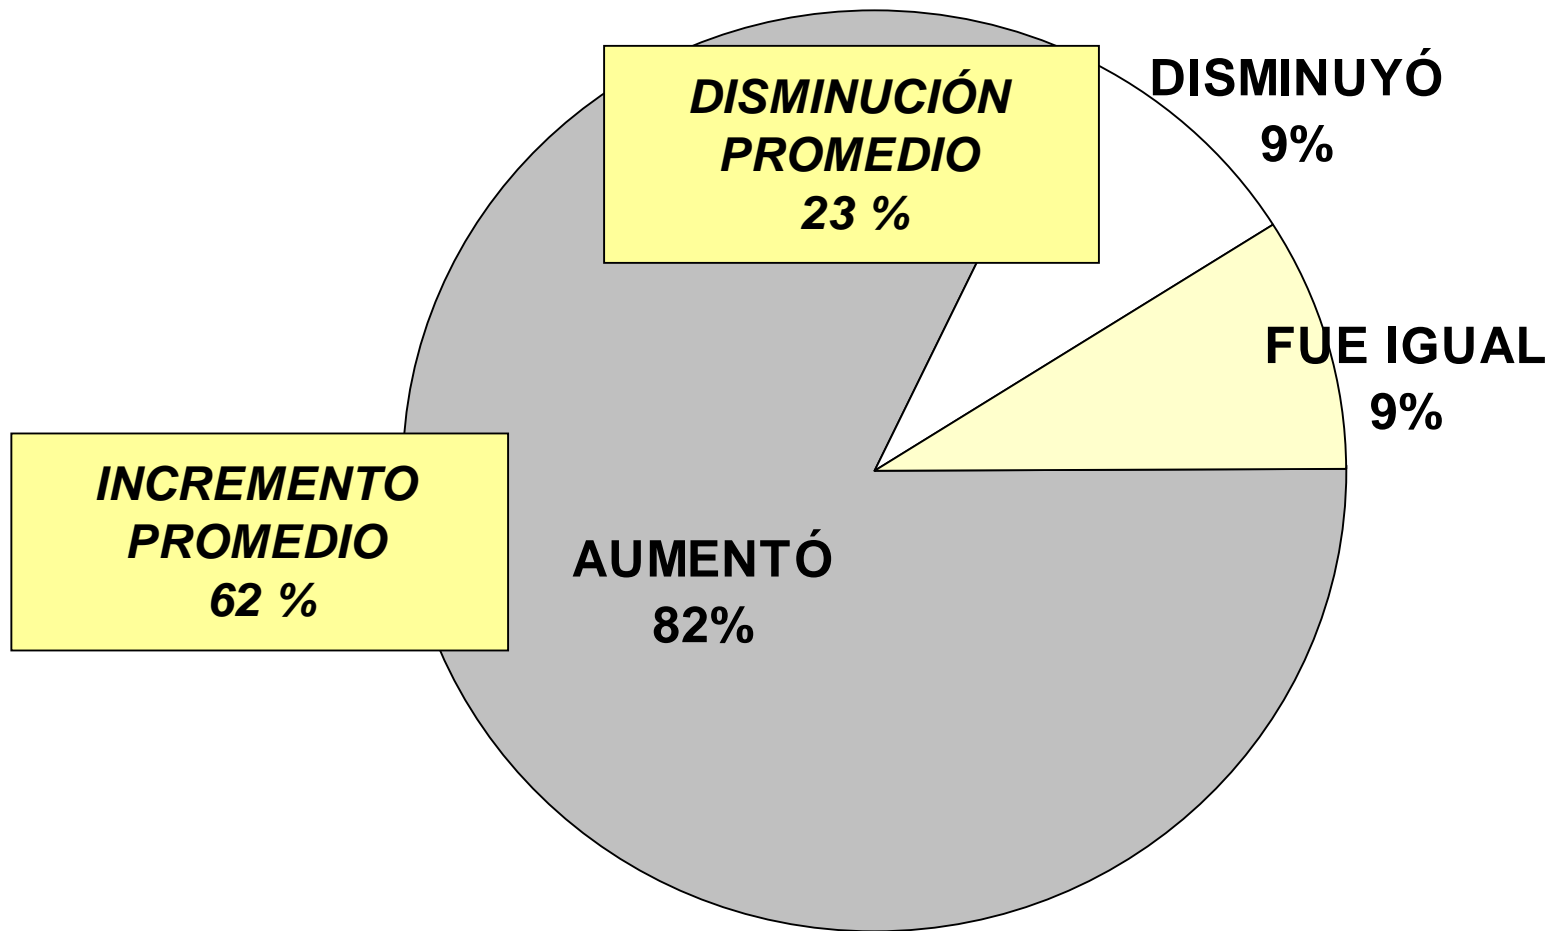 DISMINUCIÓN
PROMEDIO
23 %
DISMINUYÓ
9%
FUE IGUAL
9%
INCREMENTO
PROMEDIO
62 %
AUMENTÓ
82%